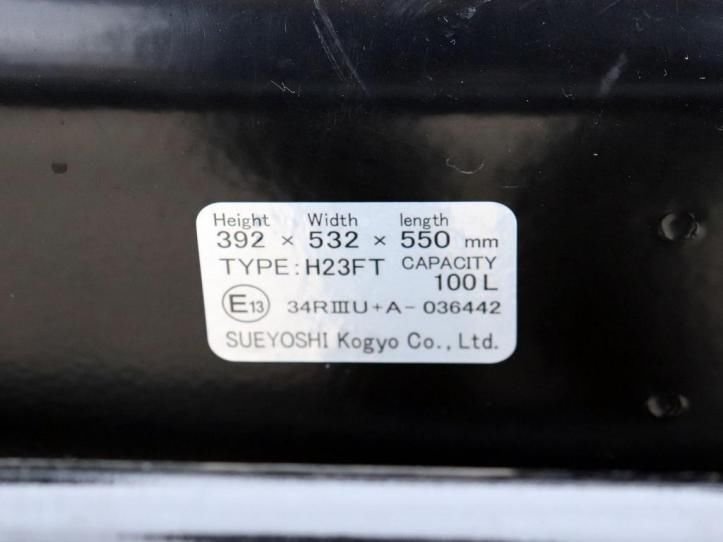 Height Width length
392 × 532 × 550 mm
TYPE: H23FT CAPACITY
100 L
E13 34RⅢU+A-036442
SUEYOSHI Kogyo Co., Ltd.